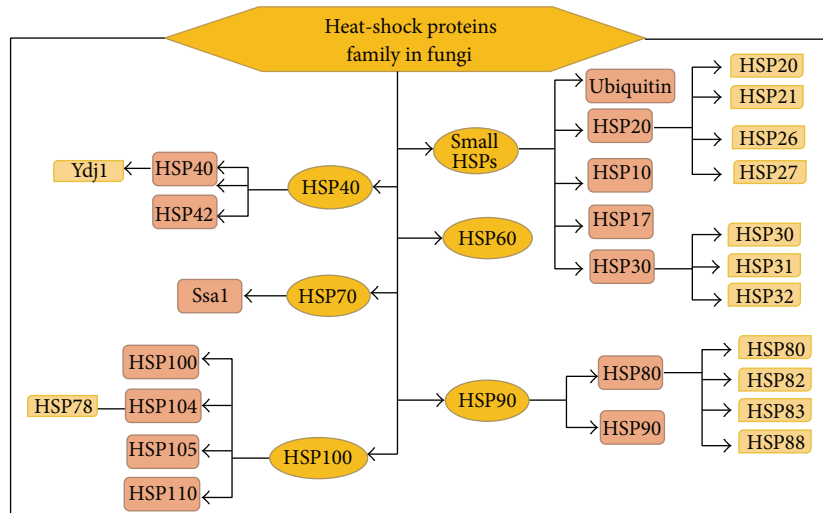 Heat-shock proteins
family in fungi
Small
HSPs
Ubiquitin
HSP20
HSP10
HSP17
HSP30
HSP20
HSP21
HSP26
HSP27
HSP30
HSP31
HSP32
HSP40
HSP40
HSP42
Ydj1
HSP60
HSP70
Ssa1
HSP90
HSP80
HSP90
HSP80
HSP82
HSP83
HSP88
HSP100
HSP100
HSP104
HSP105
HSP110
HSP78